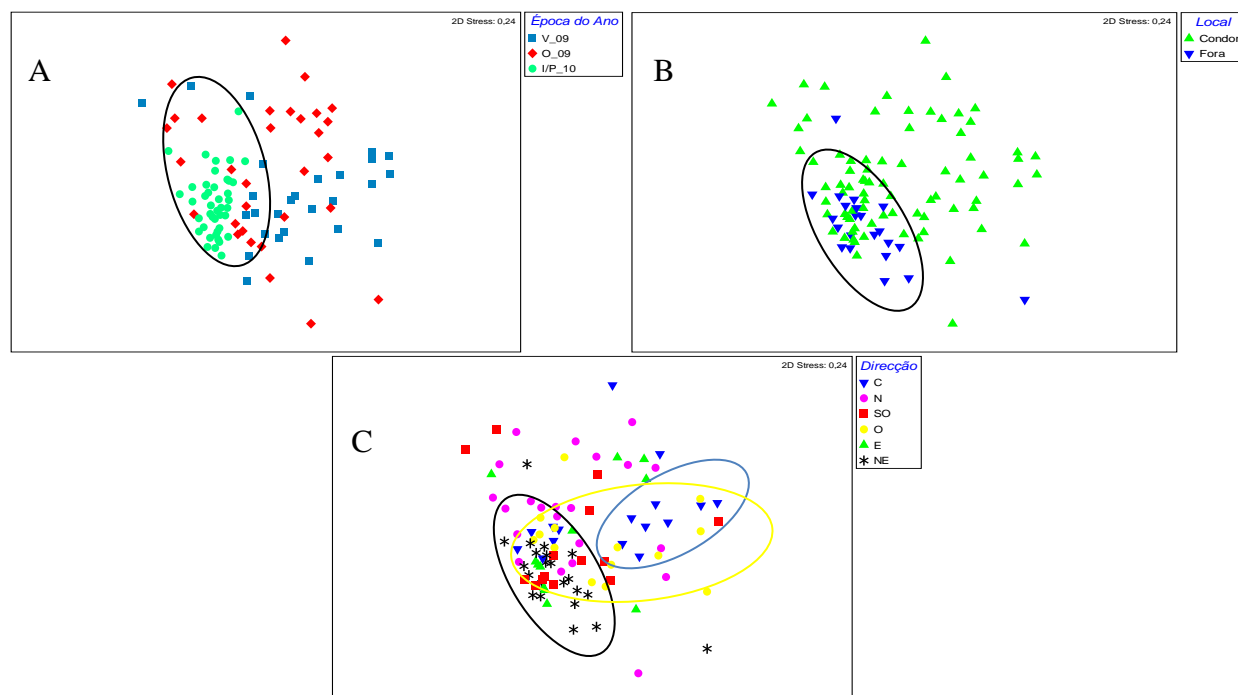 2D Stress: 0,24
Época do Ano
V_09
O_09
I/P_10
A
2D Stress: 0,24
Local
Condor
Fora
B
2D Stress: 0,24
Direcção
C
N
SO
O
E
NE
C